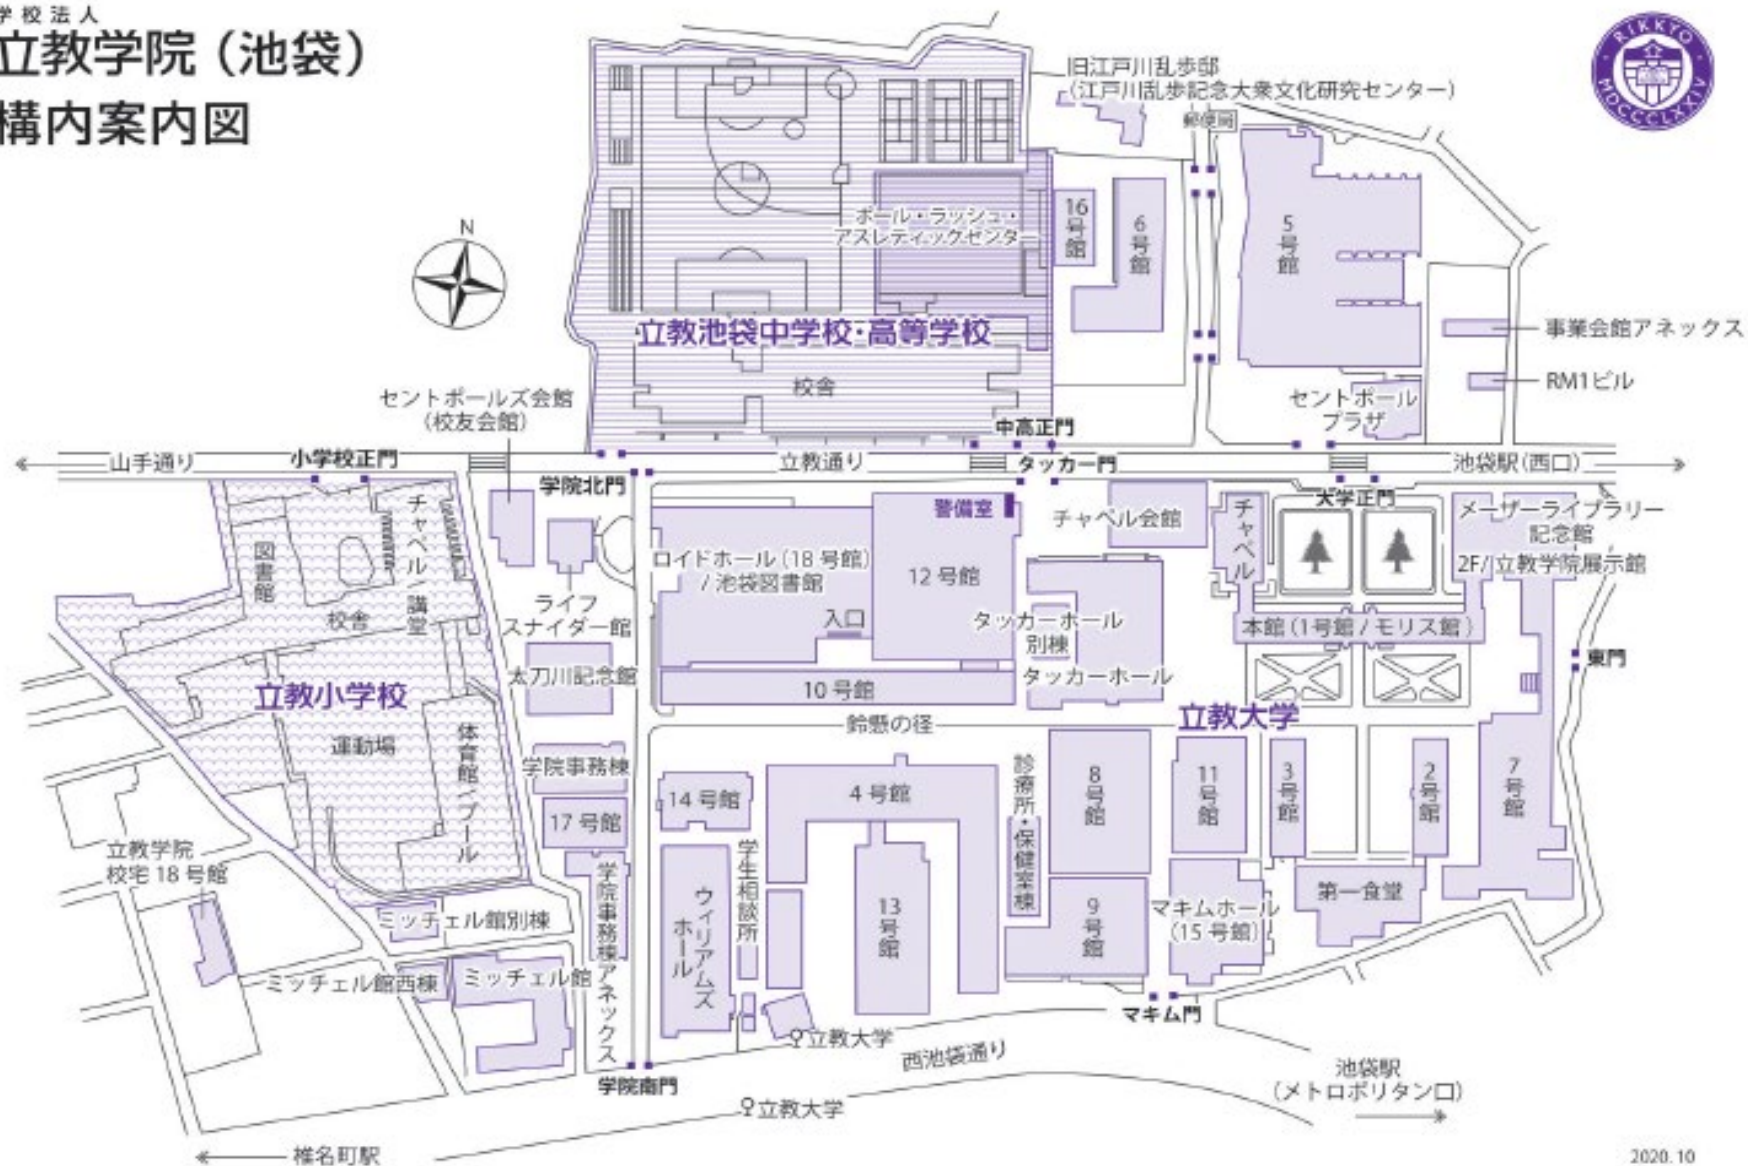 学校法人
立教学院（池袋）
構内案内図
RIKKYO
MDCCCLXXIV
旧江戸川乱歩邸
（江戸川乱歩記念大衆文化研究センター）
郵便局
N
ポール・ラッシュ・
アスレティックセンター
16号館
6号館
5号館
立教池袋中学校・高等学校
校舎
事業会館アネックス
RM1ビル
セントポール
プラザ
セントポールズ会館
（校友会館）
中高正門
山手通り
小学校正門
立教通り
タッカー門
池袋駅（西口）
学院北門
大学正門
警備室
チャペル会館
チャペル
メーザーライブラリー
記念館
2F/ 立教学院展示館
チャペル/講堂
図書館
校舎
ロイドホール（18 号館）
/ 池袋図書館
12 号館
入口
ライフ
スナイダー館
タッカーホール
別棟
本館（1号館 / モリス館）
東門
太刀川記念館
10 号館
タッカーホール
立教小学校
立教大学
鈴懸の径
運動場
体育館/プール
学院事務棟
14 号館
4 号館
診療所・保健室棟
8号館
11号館
3号館
2号館
7号館
17 号館
立教学院
校宅 18 号館
学生相談所
学院事務棟アネックス
ウィリアムズ
ホール
13号館
9号館
マキムホール
（15 号館）
第一食堂
ミッチェル館別棟
ミッチェル館西棟
ミッチェル館
マキム門
立教大学
西池袋通り
学院南門
池袋駅
（メトロポリタン口）
立教大学
椎名町駅
2020.10